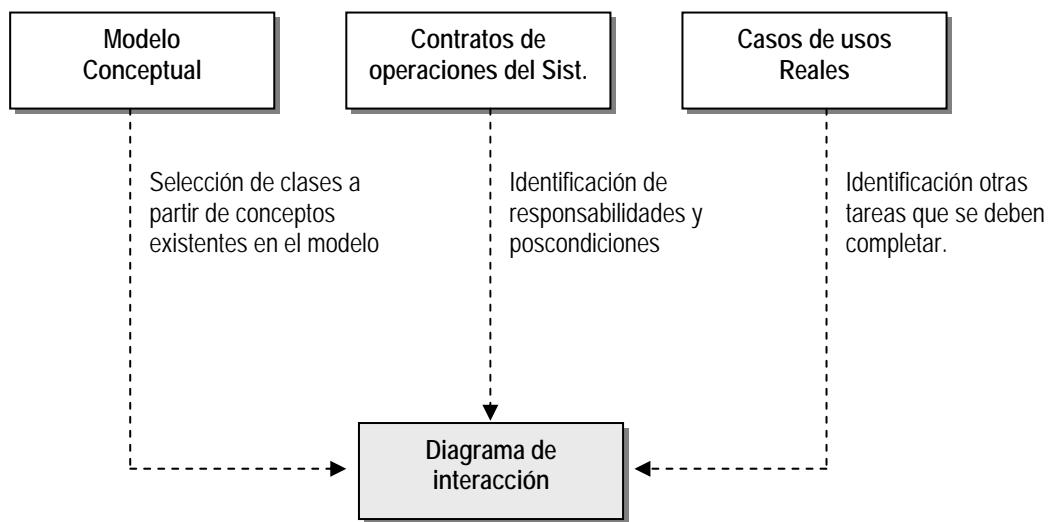 Modelo
Conceptual
Contratos de
operaciones del Sist.
Casos de usos
Reales
Selección de clases a
partir de conceptos
existentes en el modelo
Identificación de
responsabilidades y
poscondiciones
Identificación otras
tareas que se deben
completar.
Diagrama de
interacción